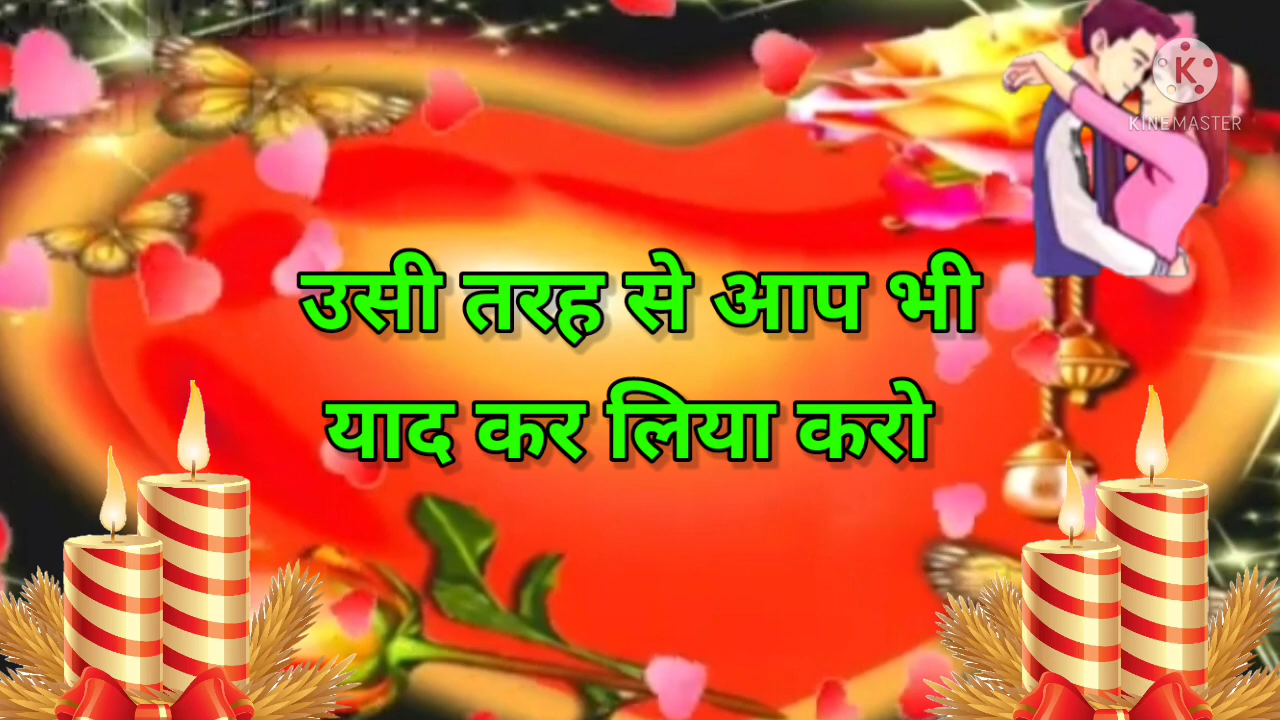 KINEMASTER
उसी तरह से आप भी
याद कर लिया करो